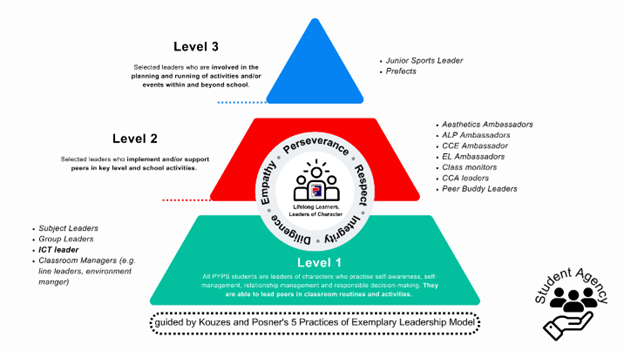 Level 3
Selected leaders who are involved in the
planning and running of activities and/or
events within and beyond school.
Junior Sports Leader
Prefects
Level 2
Selected leaders who implement and/or support
peers in key level and school activities.
Aesthetics Ambassadors
ALP Ambassadors
CCE Ambassador
EL Ambassadors
Class monitors
CCA leaders
Peer Buddy Leaders
Empathy • Perseverance • Respect • Integrity • Diligence
Lifelong Learners,
Leaders of Character
Subject Leaders
Group Leaders
ICT leader
Classroom Managers (e.g.
line leaders, environment
manger)
Level 1
All PYPS students are leaders of characters who practise self-awareness, self-
management, relationship management and responsible decision-making. They
are able to lead peers in classroom routines and activities.
Student Agency
guided by Kouzes and Posner's 5 Practices of Exemplary Leadership Model